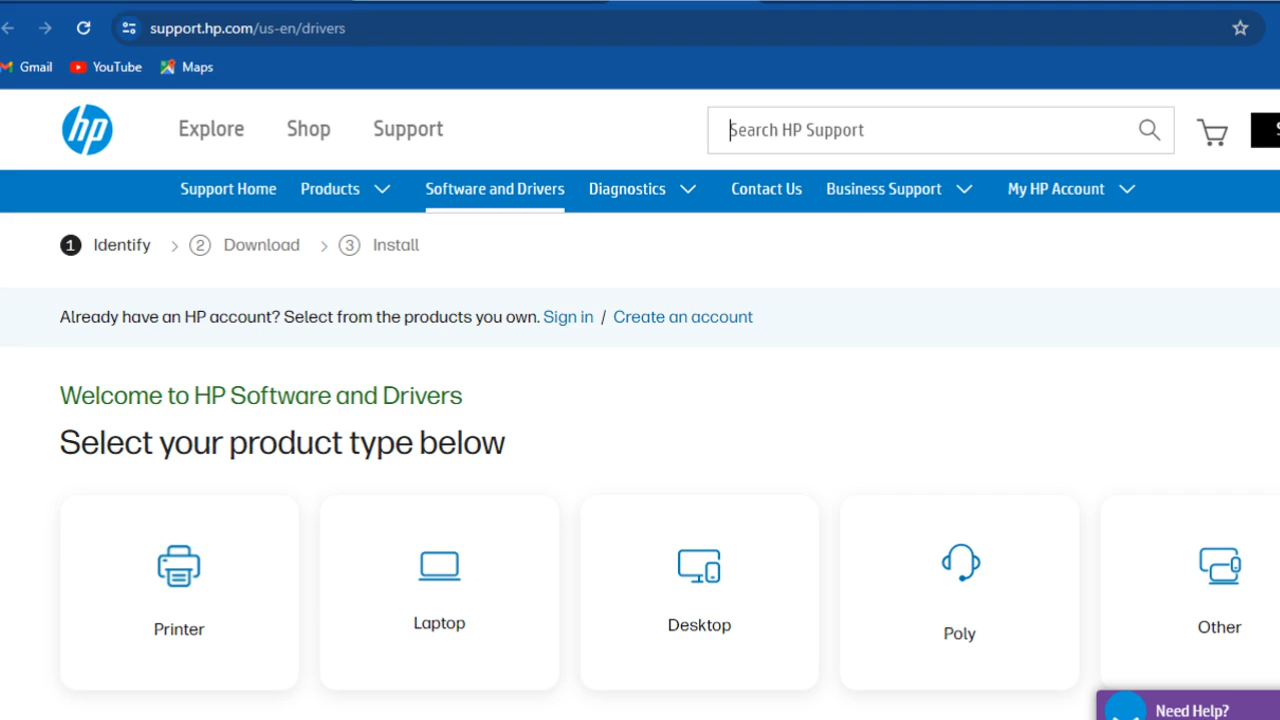 support.hp.com/us-en/drivers
Gmail YouTube Maps
hp Explore Shop Support Search HP Support
Support Home Products Software and Drivers Diagnostics Contact Us Business Support My HP Account
1 Identify 2 Download 3 Install
Already have an HP account? Select from the products you own. Sign in / Create an account
Welcome to HP Software and Drivers
Select your product type below
Printer Laptop Desktop Poly Other
Need Help?